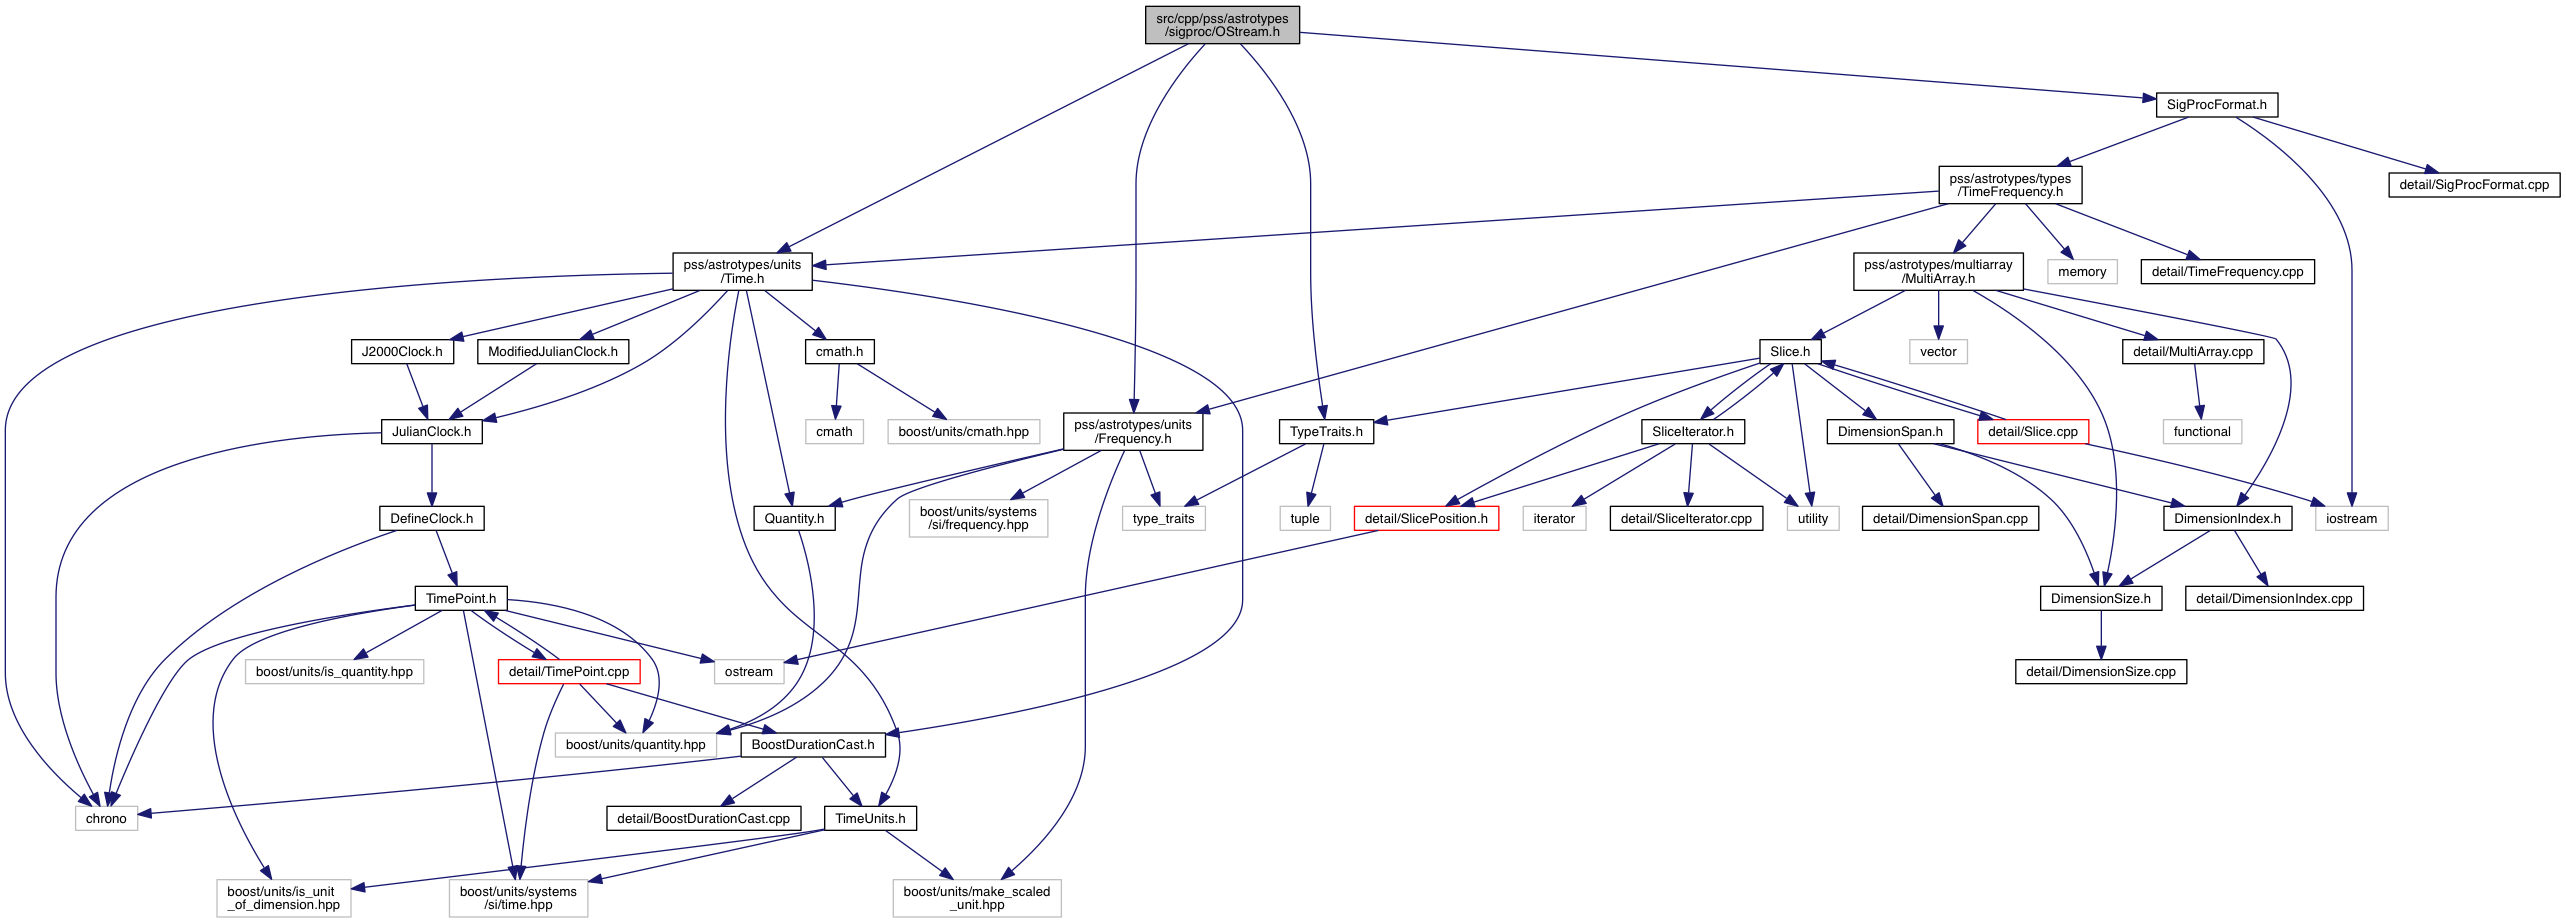 src/cpp/pss/astrotypes
/sigproc/OStream.h
SigProcFormat.h
pss/astrotypes/types
/TimeFrequency.h
detail/SigProcFormat.cpp
pss/astrotypes/units
/Time.h
pss/astrotypes/multiarray
/MultiArray.h
memory
detail/TimeFrequency.cpp
J2000Clock.h
ModifiedJulianClock.h
cmath.h
Slice.h
vector
detail/MultiArray.cpp
JulianClock.h
cmath
boost/units/cmath.hpp
pss/astrotypes/units
/Frequency.h
TypeTraits.h
SliceIterator.h
DimensionSpan.h
detail/Slice.cpp
functional
DefineClock.h
Quantity.h
boost/units/systems
/si/frequency.hpp
type_traits
tuple
detail/SlicePosition.h
iterator
detail/SliceIterator.cpp
utility
detail/DimensionSpan.cpp
DimensionIndex.h
iostream
TimePoint.h
DimensionSize.h
detail/DimensionIndex.cpp
boost/units/is_quantity.hpp
detail/TimePoint.cpp
ostream
detail/DimensionSize.cpp
boost/units/quantity.hpp
BoostDurationCast.h
chrono
detail/BoostDurationCast.cpp
TimeUnits.h
boost/units/is_unit
_of_dimension.hpp
boost/units/systems
/si/time.hpp
boost/units/make_scaled
_unit.hpp